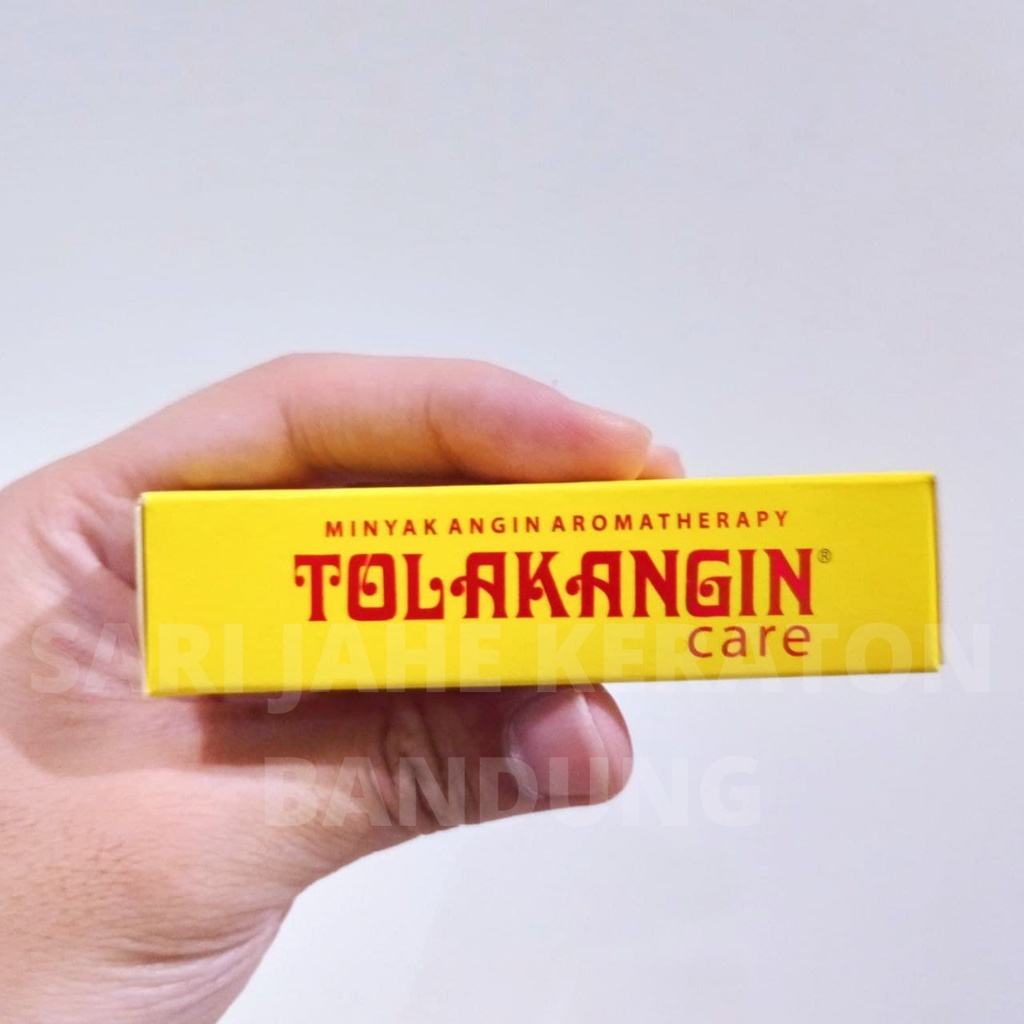 MINYAK ANGIN AROMATHERAPY
TOLAKANGIN®
care
SARI JAHE KERATON
BANDUNG